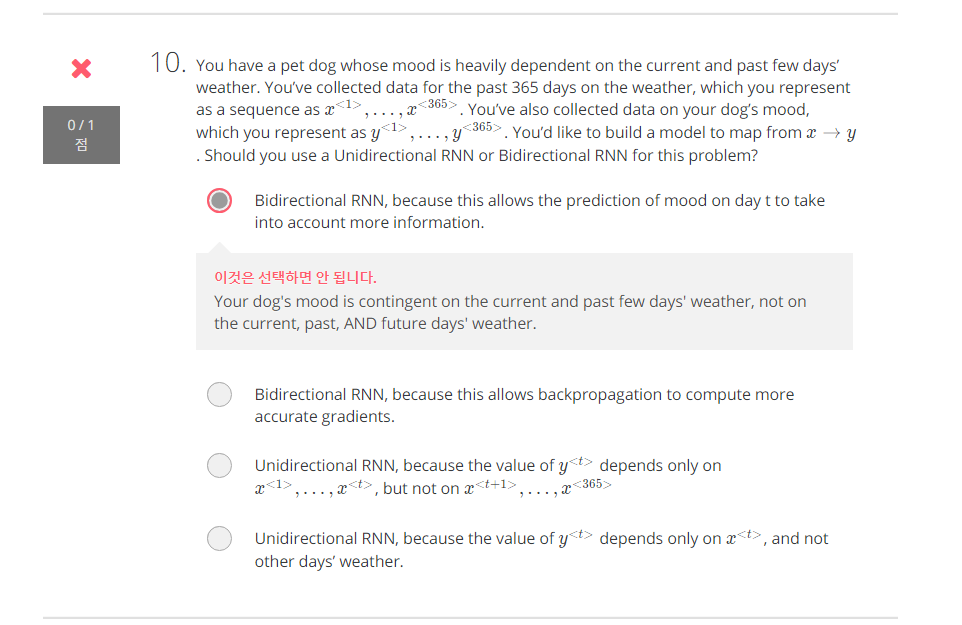 10. You have a pet dog whose mood is heavily dependent on the current and past few days'
weather. You've collected data for the past 365 days on the weather, which you represent
as a sequence as x<1>, . . . , x<365>. You've also collected data on your dog's mood,
which you represent as y<1>, . . . , y<365>. You'd like to build a model to map from x → y
. Should you use a Unidirectional RNN or Bidirectional RNN for this problem?
0 / 1
점
Bidirectional RNN, because this allows the prediction of mood on day t to take
into account more information.
이것은 선택하면 안 됩니다.
Your dog's mood is contingent on the current and past few days' weather, not on
the current, past, AND future days' weather.
Bidirectional RNN, because this allows backpropagation to compute more
accurate gradients.
Unidirectional RNN, because the value of y<t> depends only on
x<1>, . . . , x<t>, but not on x<t+1>, . . . , x<365>
Unidirectional RNN, because the value of y<t> depends only on x<t>, and not
other days' weather.